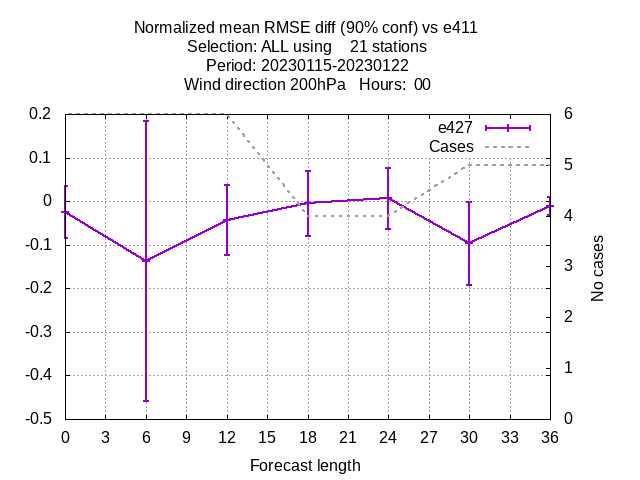 Normalized mean RMSE diff (90% conf) vs e411
Selection: ALL using    21 stations
Period: 20230115-20230122
Wind direction 200hPa   Hours:  00
e427
Cases
0.2
0.1
0
-0.1
-0.2
-0.3
-0.4
-0.5
6
5
4
3
2
1
0
No cases
0 3 6 9 12 15 18 21 24 27 30 33 36
Forecast length